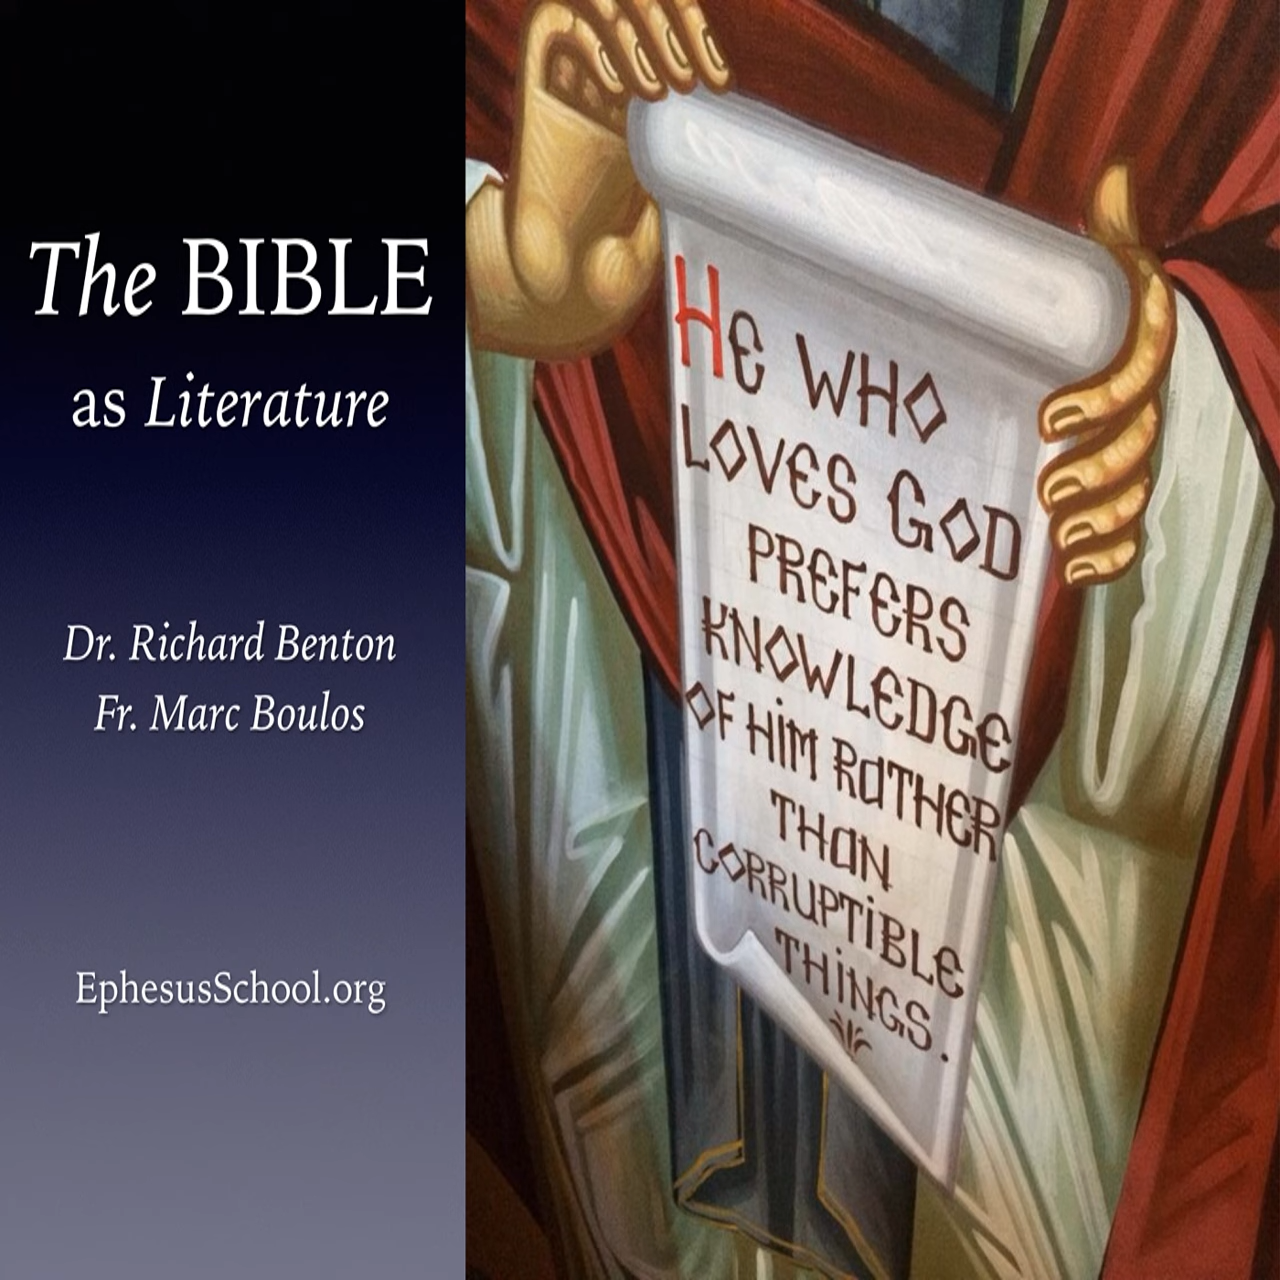 The BIBLE
as Literature
Dr. Richard Benton
Fr. Marc Boulos
EphesusSchool.org
HE WHO
LOVES GOD
PREFERS
KNOWLEDGE
OF HIM RATHER
THAN
CORRUPTIBLE
THINGS.